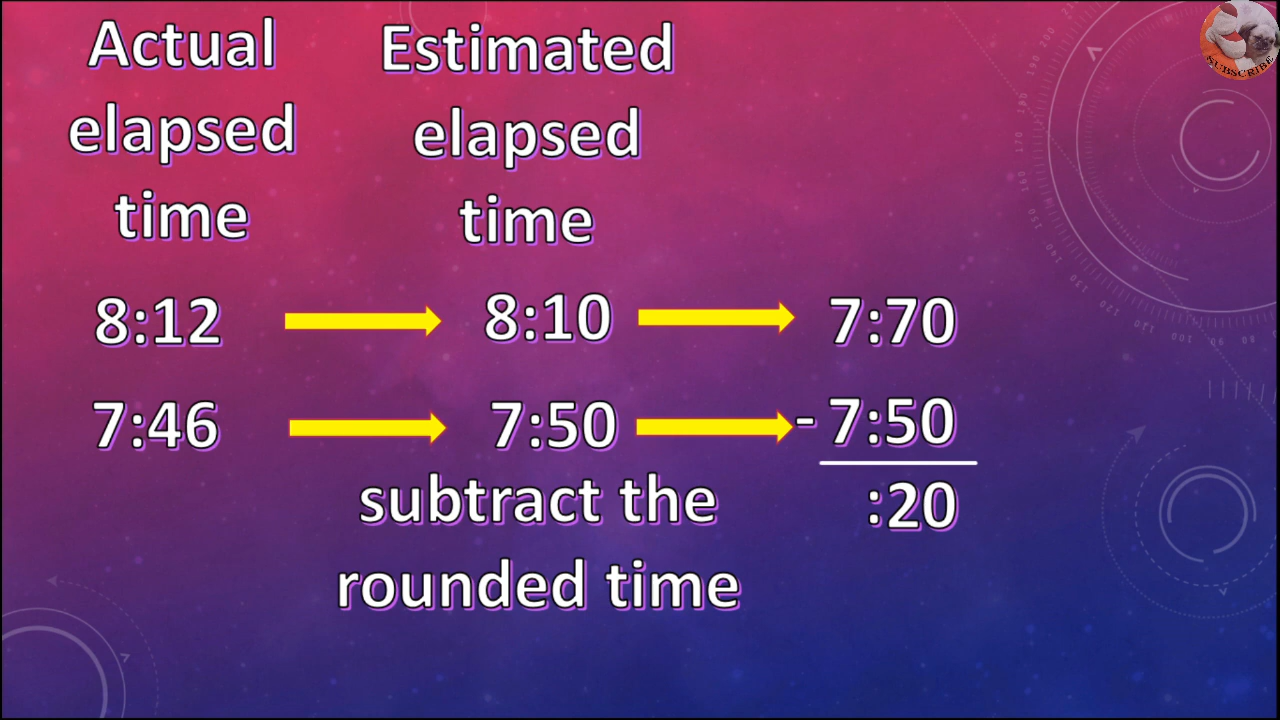 Actual
elapsed
time
Estimated
elapsed
time
8:12
8:10
7:70
7:46
7:50
- 7:50
:20
subtract the
rounded time
SUBSCRIBE